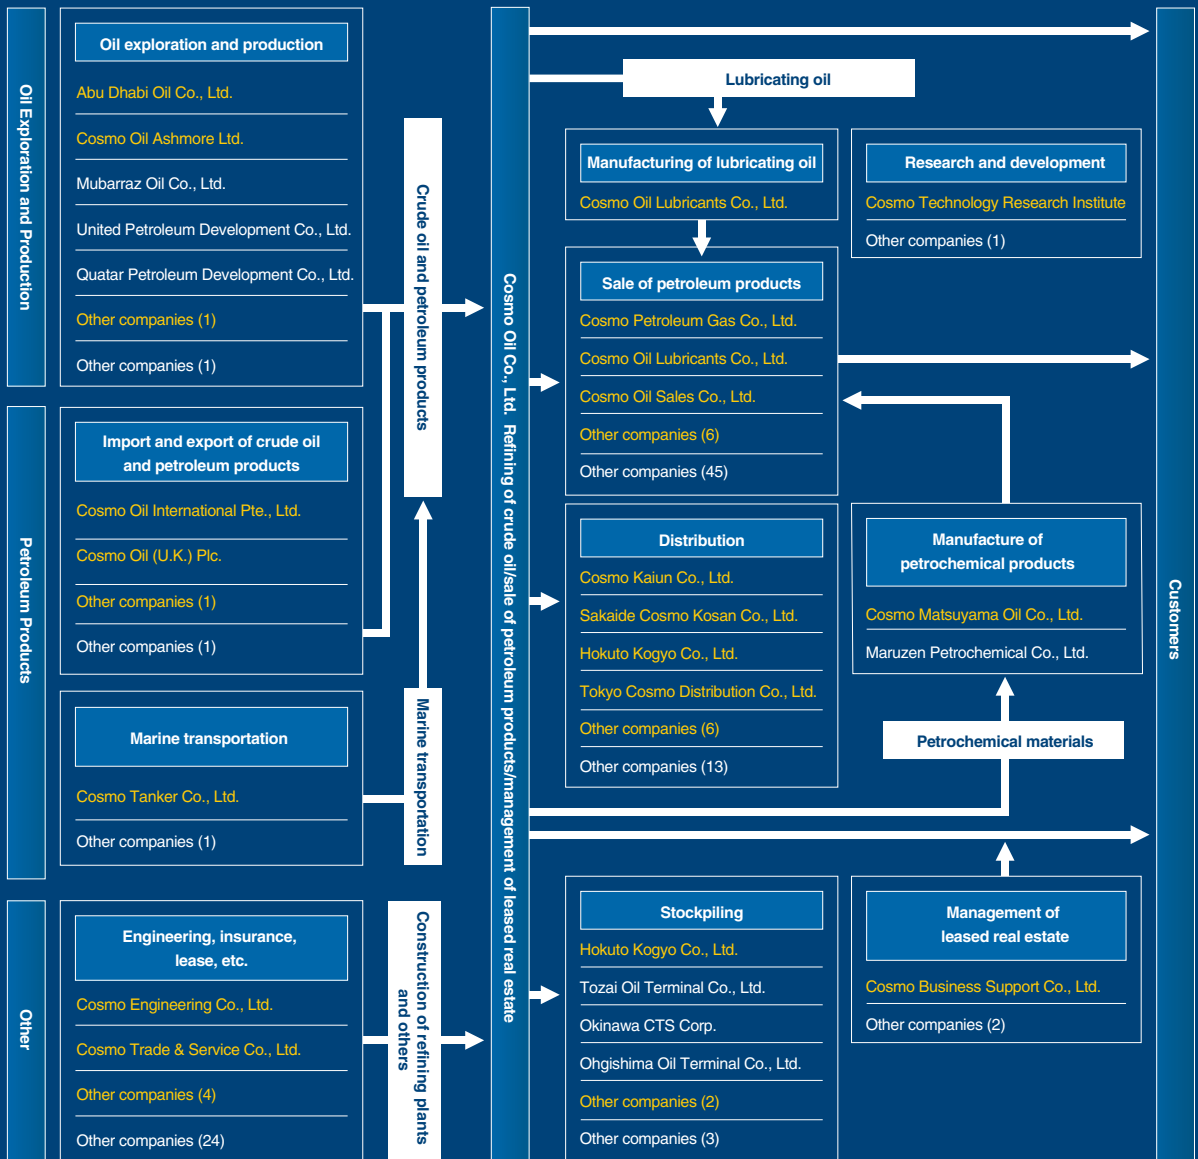 Oil Exploration and Production
Oil exploration and production
Abu Dhabi Oil Co., Ltd.
Cosmo Oil Ashmore Ltd.
Mubarraz Oil Co., Ltd.
United Petroleum Development Co., Ltd.
Quatar Petroleum Development Co., Ltd.
Other companies (1)
Other companies (1)
Petroleum Products
Import and export of crude oil
and petroleum products
Cosmo Oil International Pte., Ltd.
Cosmo Oil (U.K.) Plc.
Other companies (1)
Other companies (1)
Marine transportation
Cosmo Tanker Co., Ltd.
Other companies (1)
Other
Engineering, insurance,
lease, etc.
Cosmo Engineering Co., Ltd.
Cosmo Trade & Service Co., Ltd.
Other companies (4)
Other companies (24)
Crude oil and petroleum products
Marine transportation
Construction of refining plants
and others
Cosmo Oil Co., Ltd. Refining of crude oil/sale of petroleum products/management of leased real estate
Lubricating oil
Manufacturing of lubricating oil
Cosmo Oil Lubricants Co., Ltd.
Research and development
Cosmo Technology Research Institute
Other companies (1)
Sale of petroleum products
Cosmo Petroleum Gas Co., Ltd.
Cosmo Oil Lubricants Co., Ltd.
Cosmo Oil Sales Co., Ltd.
Other companies (6)
Other companies (45)
Distribution
Cosmo Kaiun Co., Ltd.
Sakaide Cosmo Kosan Co., Ltd.
Hokuto Kogyo Co., Ltd.
Tokyo Cosmo Distribution Co., Ltd.
Other companies (6)
Other companies (13)
Manufacture of
petrochemical products
Cosmo Matsuyama Oil Co., Ltd.
Maruzen Petrochemical Co., Ltd.
Petrochemical materials
Stockpiling
Hokuto Kogyo Co., Ltd.
Tozai Oil Terminal Co., Ltd.
Okinawa CTS Corp.
Ohgishima Oil Terminal Co., Ltd.
Other companies (2)
Other companies (3)
Management of
leased real estate
Cosmo Business Support Co., Ltd.
Other companies (2)
Customers